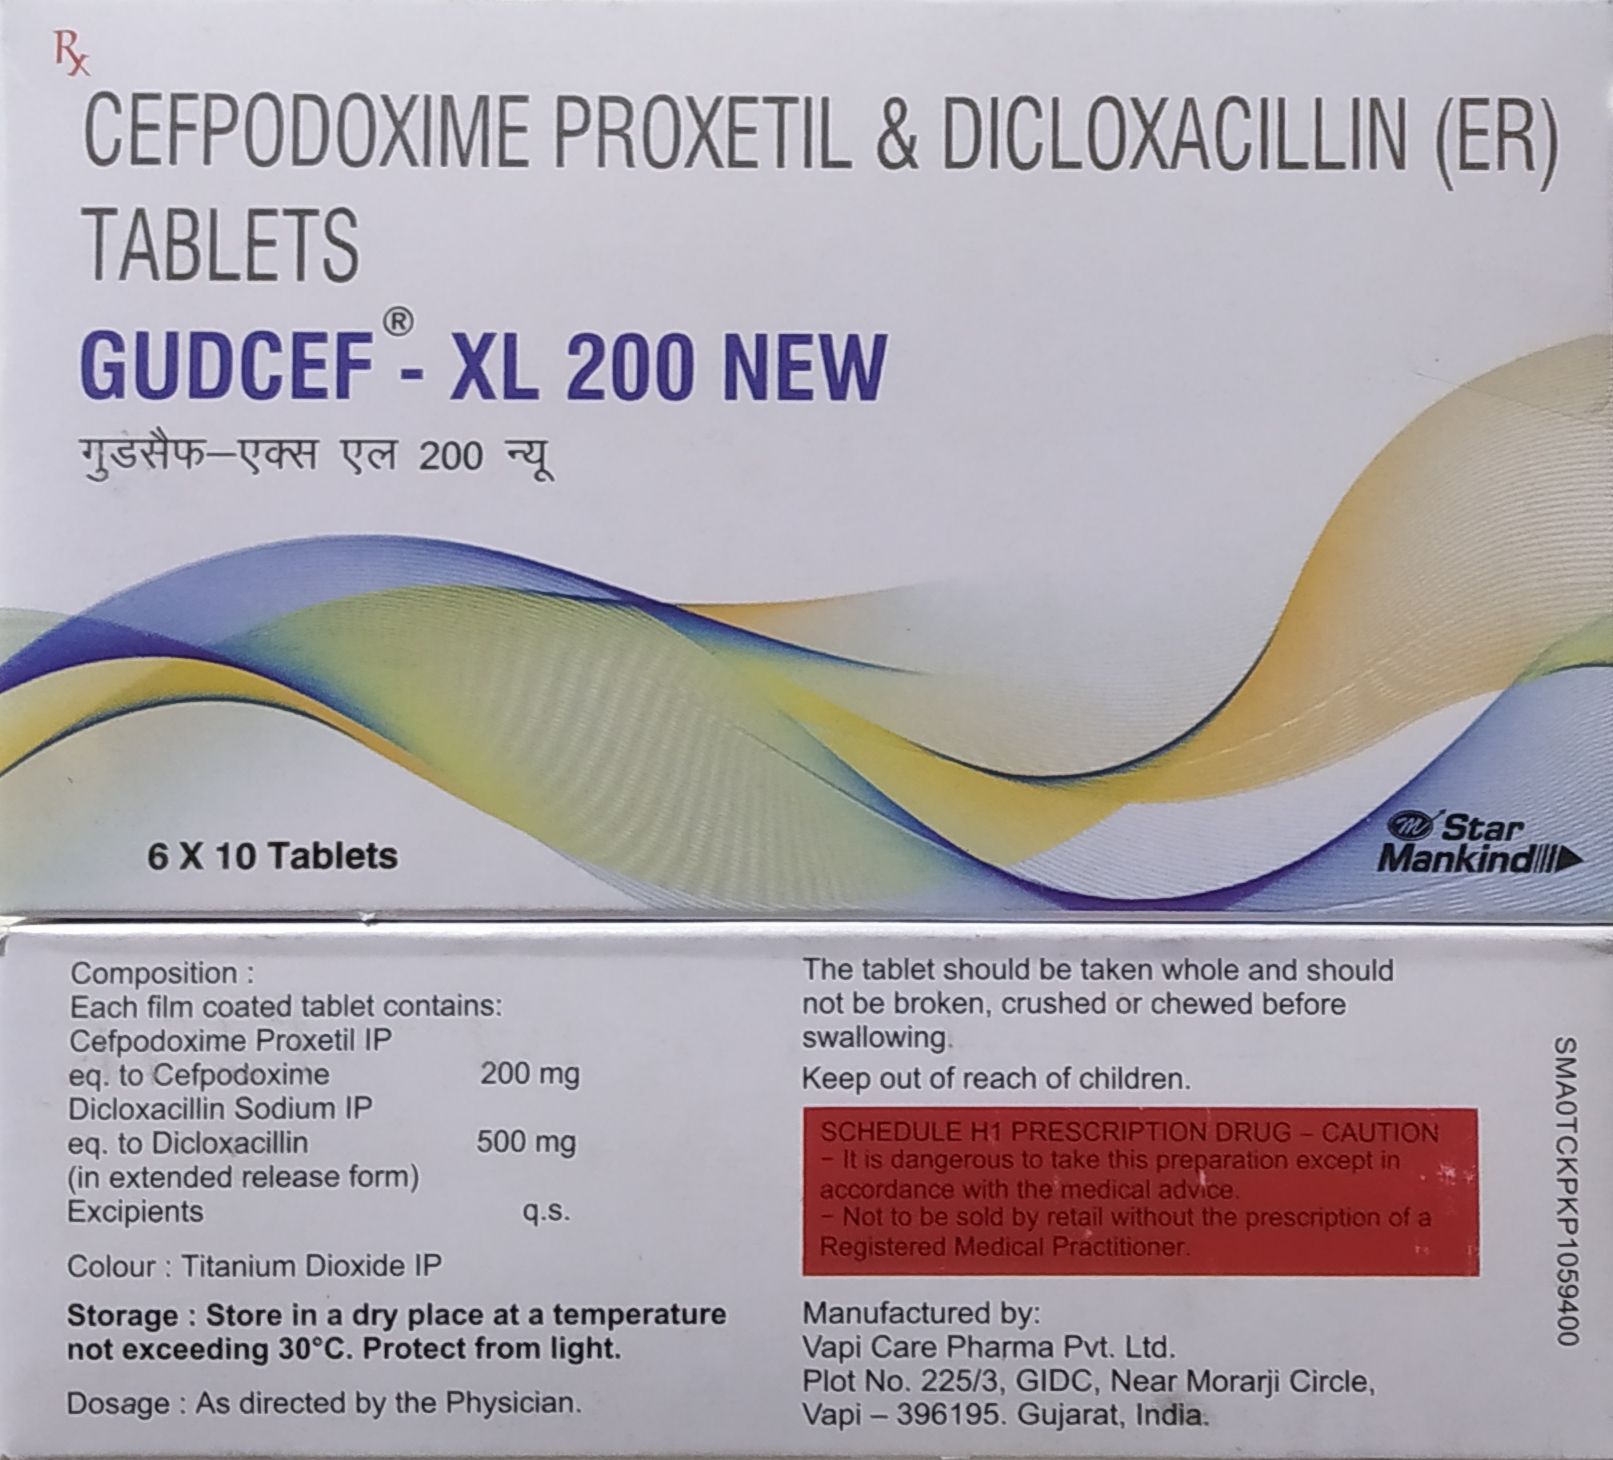 Rx
CEFPODOXIME PROXETIL & DICLOXACILLIN (ER)
TABLETS
GUDCEF® - XL 200 NEW
गुडसैफ–एक्स एल 200 न्यू
6 X 10 Tablets
Star
Mankind
Composition :
Each film coated tablet contains:
Cefpodoxime Proxetil IP
eq. to Cefpodoxime 200 mg
Dicloxacillin Sodium IP
eq. to Dicloxacillin 500 mg
(in extended release form)
Excipients q.s.
Colour : Titanium Dioxide IP
Storage : Store in a dry place at a temperature
not exceeding 30°C. Protect from light.
Dosage : As directed by the Physician.
The tablet should be taken whole and should
not be broken, crushed or chewed before
swallowing.
Keep out of reach of children.
SCHEDULE H1 PRESCRIPTION DRUG – CAUTION
– It is dangerous to take this preparation except in
accordance with the medical advice.
– Not to be sold by retail without the prescription of a
Registered Medical Practitioner.
Manufactured by:
Vapi Care Pharma Pvt. Ltd.
Plot No. 225/3, GIDC, Near Morarji Circle,
Vapi – 396195. Gujarat, India.
SMA0TCKPKP1059400